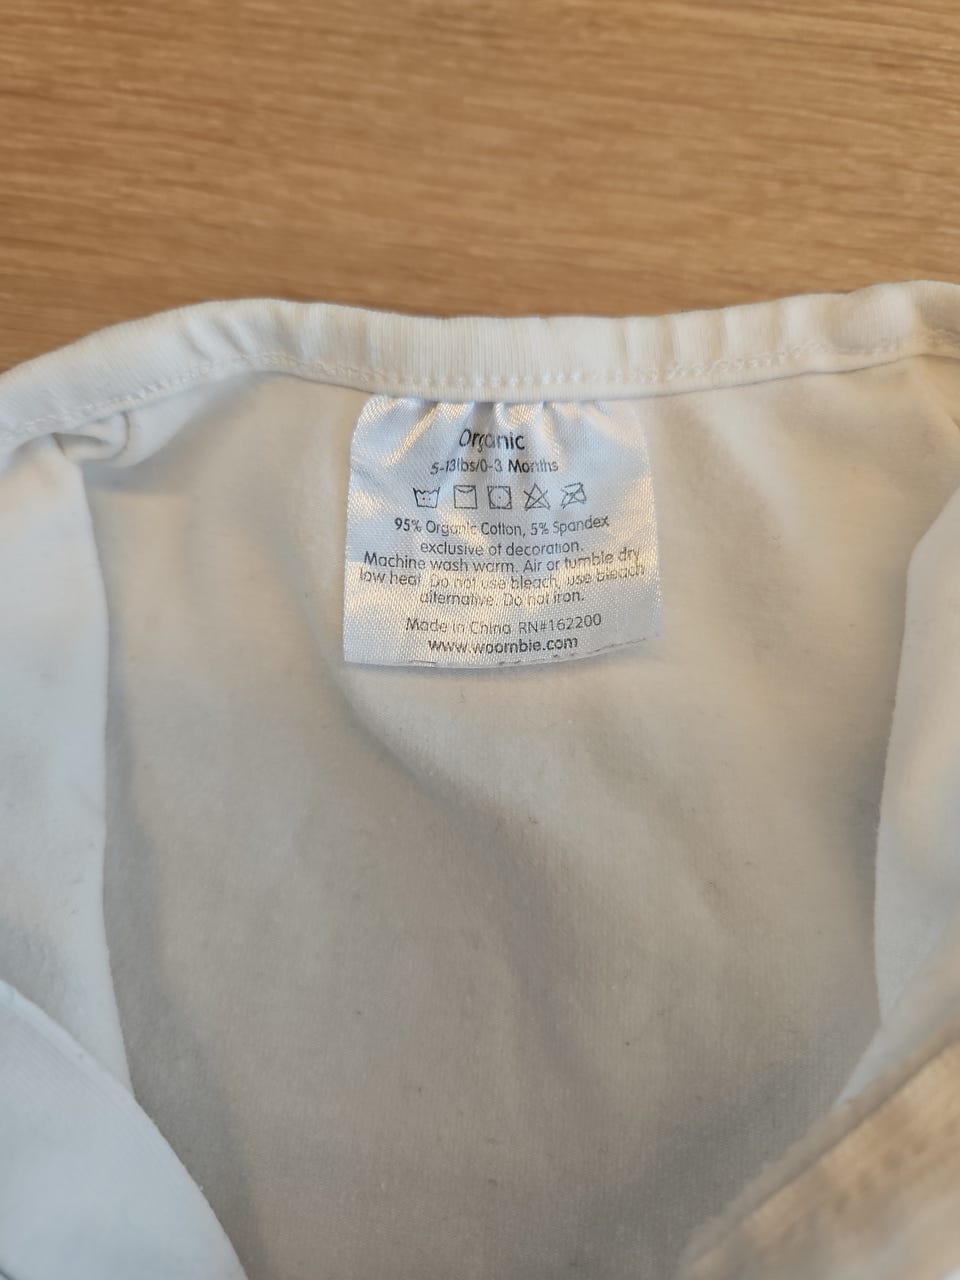 Organic
5-13lbs/0-3 Months
95% Organic Cotton, 5% Spandex
exclusive of decoration.
Machine wash warm. Air or tumble dry
low heat. Do not use bleach, use bleach
alternative. Do not iron.
Made in China RN#162200
www.woombie.com